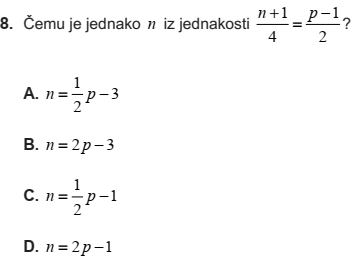 8. Čemu je jednako n iz jednakosti (n+1)/4 = (p−1)/2?
A. n = 1/2 p − 3
B. n = 2p − 3
C. n = 1/2 p − 1
D. n = 2p − 1